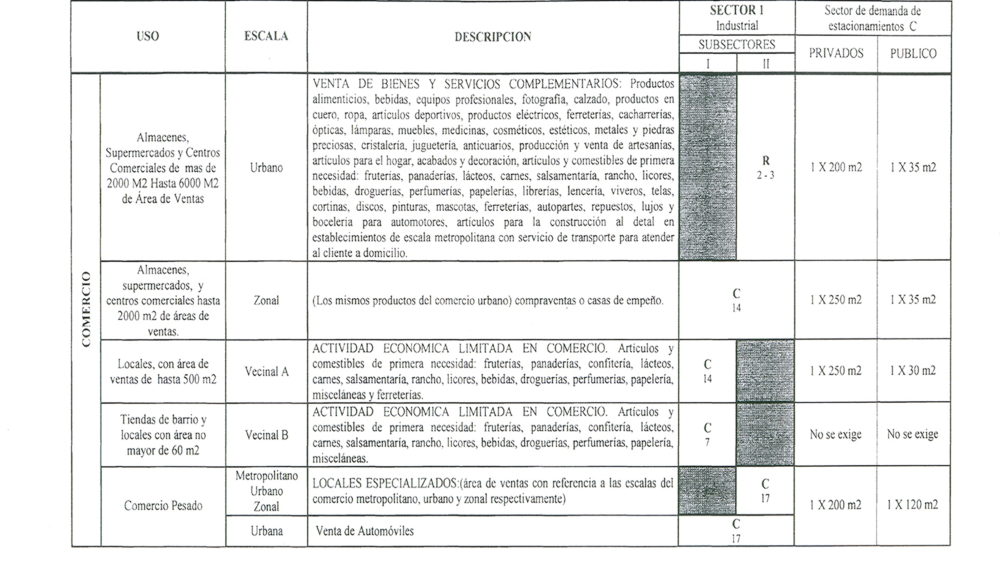 USO
ESCALA
DESCRIPCION
SECTOR 1
Industrial
SUBSECTORES
I
II
Sector de demanda de
estacionamientos C
PRIVADOS
PUBLICO
COMERCIO
Almacenes,
Supermercados y Centros
Comerciales de mas de
2000 M2 Hasta 6000 M2
de Área de Ventas
Urbano
VENTA DE BIENES Y SERVICIOS COMPLEMENTARIOS: Productos
alimenticios, bebidas, equipos profesionales, fotografía, calzado, productos en
cuero, ropa, artículos deportivos, productos eléctricos, ferreterías, cacharrerías,
ópticas, lámparas, muebles, medicinas, cosméticos, estéticos, metales y piedras
preciosas, cristalería, juguetería, anticuarios, producción y venta de artesanías,
artículos para el hogar, acabados y decoración, artículos y comestibles de primera
necesidad: fruterías, panaderías, lácteos, carnes, salsamentaría, rancho, licores,
bebidas, droguerías, perfumerías, papelerías, librerías, lencería, viveros, telas,
cortinas, discos, pinturas, mascotas, ferreterías, autopartes, repuestos, lujos y
bocelería para automotores, artículos para la construcción al detal en
establecimientos de escala metropolitana con servicio de transporte para atender
al cliente a domicilio.
R
2 - 3
1 X 200 m2
1 X 35 m2
Almacenes,
supermercados, y
centros comerciales hasta
2000 m2 de áreas de
ventas.
Zonal
(Los mismos productos del comercio urbano) compraventas o casas de empeño.
C
14
1 X 250 m2
1 X 35 m2
Locales, con área de
ventas de hasta 500 m2
Vecinal A
ACTIVIDAD ECONOMICA LIMITADA EN COMERCIO. Artículos y
comestibles de primera necesidad: fruterías, panaderías, confitería, lácteos,
carnes, salsamentaría, rancho, licores, bebidas, droguerías, perfumerías, papelería,
misceláneas y ferreterías.
C
14
1 X 250 m2
1 X 30 m2
Tiendas de barrio y
locales con área no
mayor de 60 m2
Vecinal B
ACTIVIDAD ECONOMICA LIMITADA EN COMERCIO. Artículos y
comestibles de primera necesidad: fruterías, panaderías, confitería, lácteos,
carnes, salsamentaría, rancho, licores, bebidas, droguerías, perfumerías, papelería,
misceláneas.
C
7
No se exige
No se exige
Comercio Pesado
Metropolitano
Urbano
Zonal
LOCALES ESPECIALIZADOS:(área de ventas con referencia a las escalas del
comercio metropolitano, urbano y zonal respectivamente)
C
17
1 X 200 m2
1 X 120 m2
Urbana
Venta de Automóviles
C
17